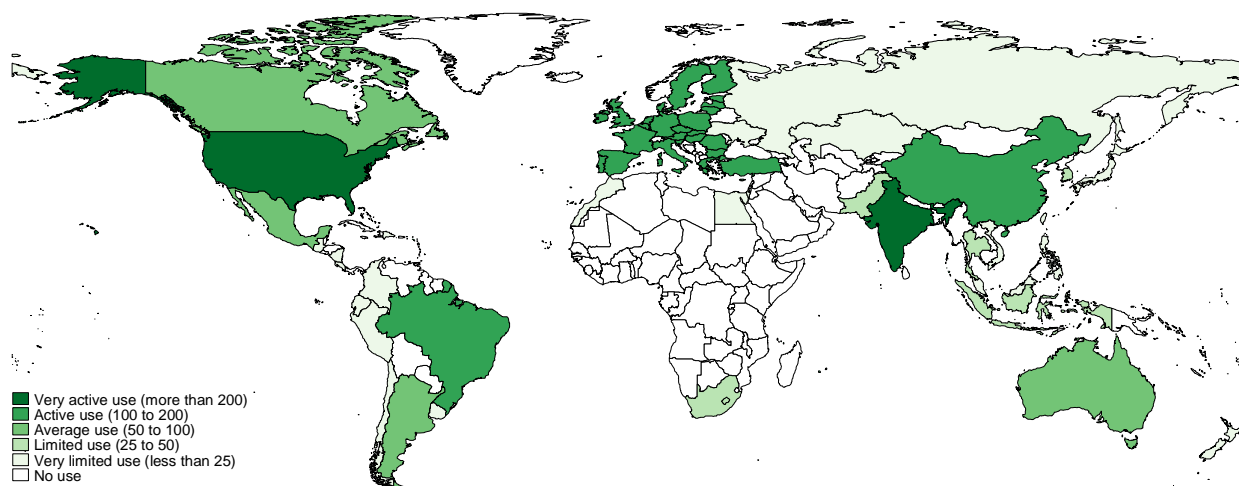 Very active use (more than 200)
Active use (100 to 200)
Average use (50 to 100)
Limited use (25 to 50)
Very limited use (less than 25)
No use